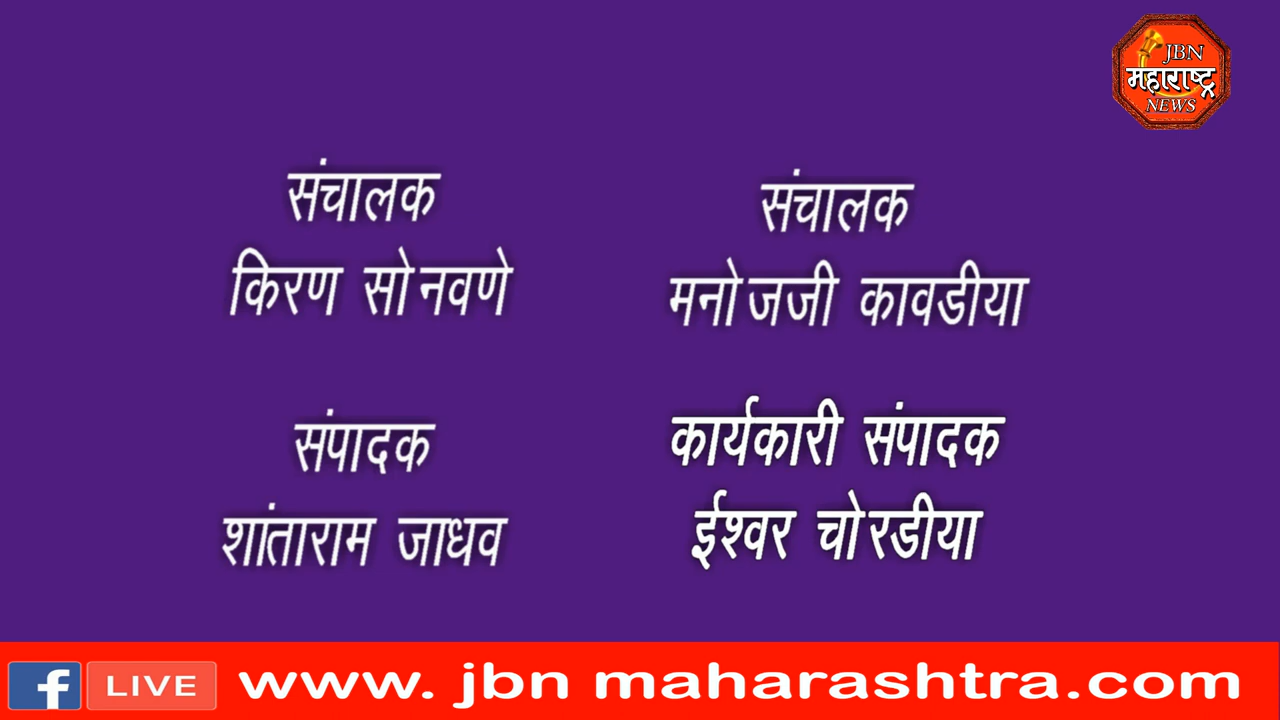 JBN
महाराष्ट्र
NEWS
संचालक
किरण सोनवणे
संचालक
मनोजजी कावडीया
संपादक
शांताराम जाधव
कार्यकारी संपादक
ईश्वर चोरडीया
f LIVE www. jbn maharashtra.com